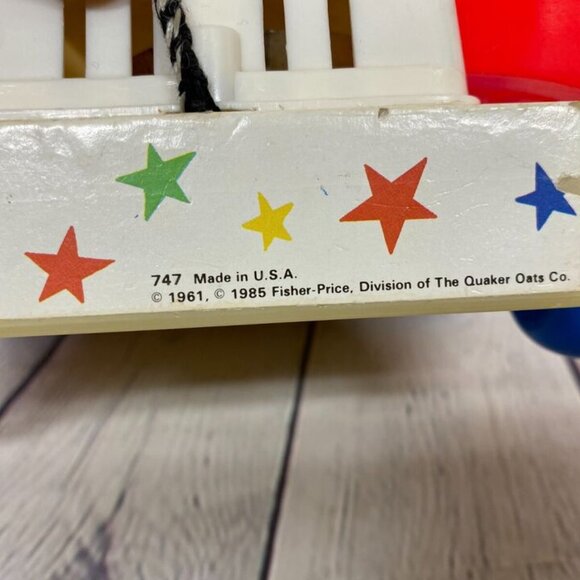 747 Made in U.S.A.
© 1961, © 1985 Fisher-Price, Division of The Quaker Oats Co.